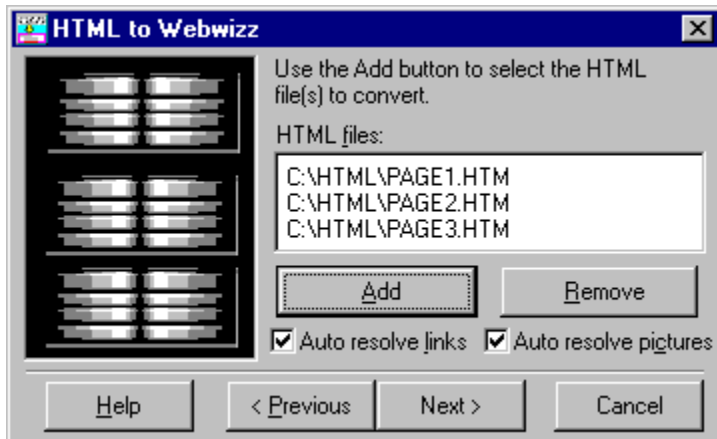 HTML to Webwizz
Use the Add button to select the HTML
file(s) to convert.
HTML files:
C:\HTML\PAGE1.HTM
C:\HTML\PAGE2.HTM
C:\HTML\PAGE3.HTM
Add Remove
Auto resolve links Auto resolve pictures
Help < Previous Next > Cancel